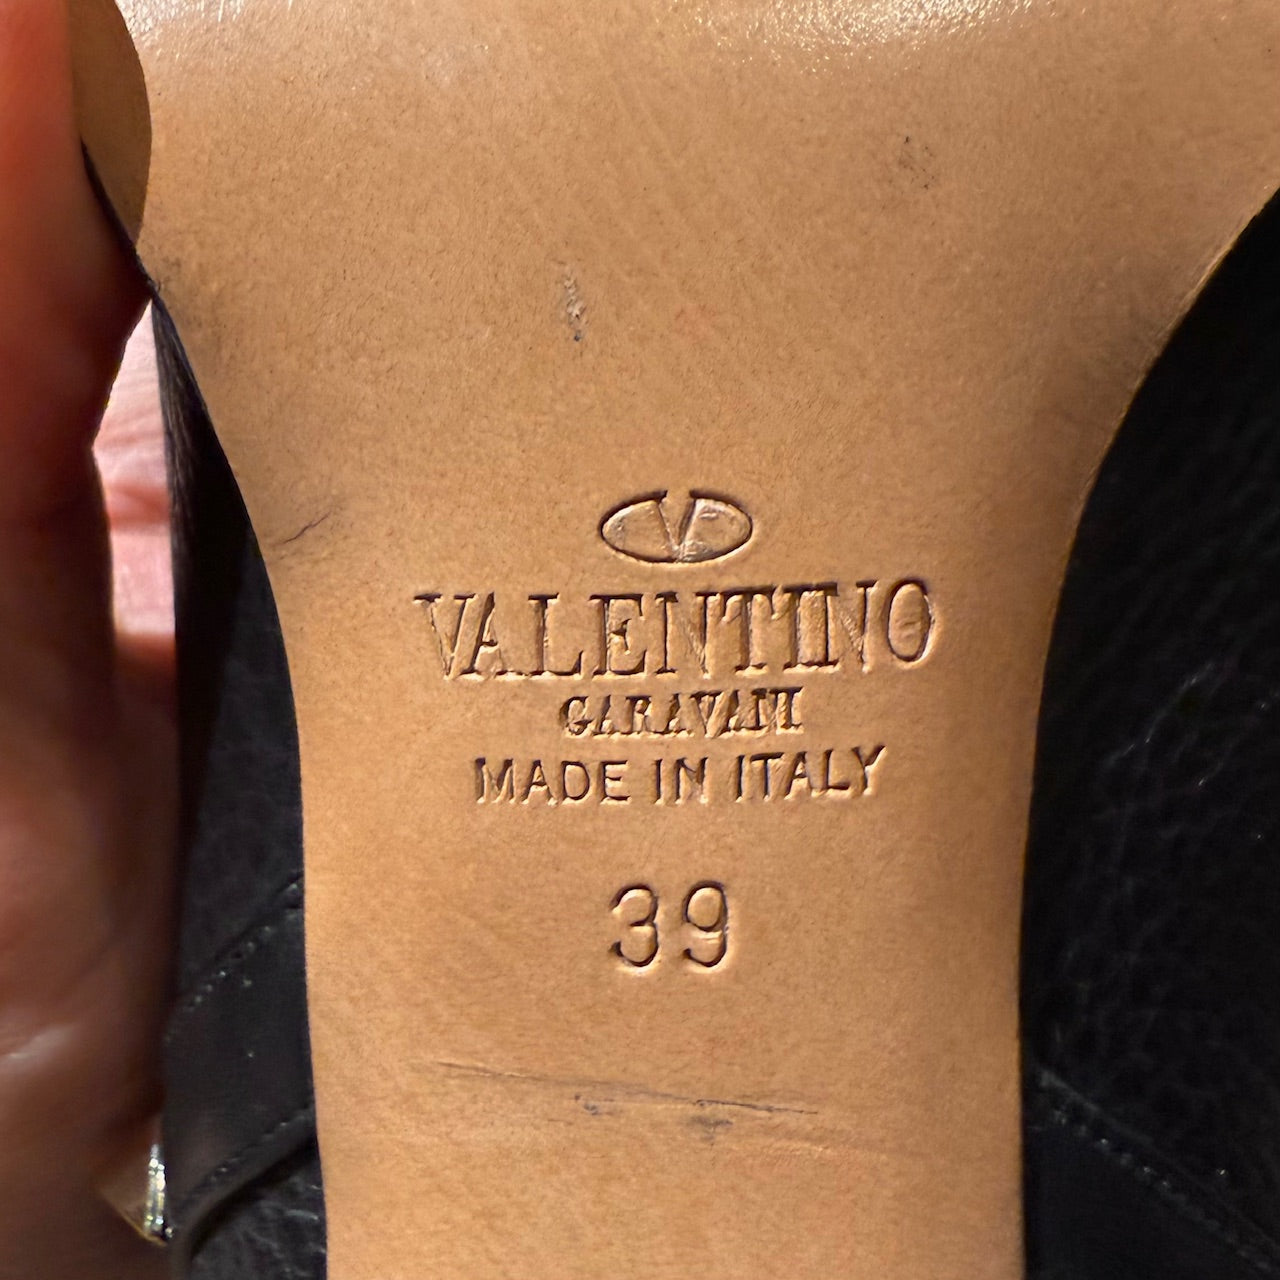 V
VALENTINO
GARAVANI
MADE IN ITALY
39